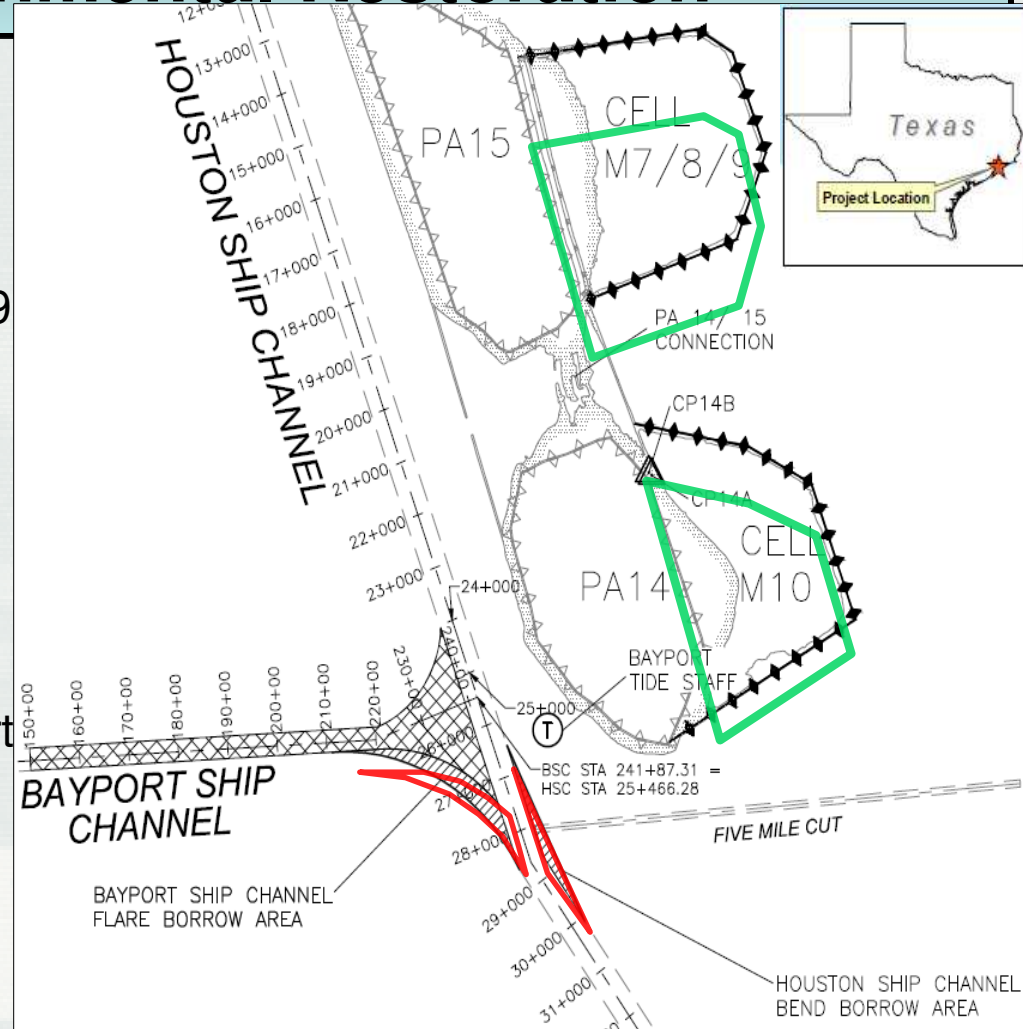 12+000
13+000
14+000
15+000
16+000
17+000
18+000
19+000
20+000
21+000
22+000
23+000
24+000
25+000
26+000
28+000
29+000
30+000
31+000
HOUSTON SHIP CHANNEL
PA15
CELL
M7/8/9
Texas
Project Location
9
PA 14/ 15
CONNECTION
CP14B
CP14A
CELL
M10
PA14
BAYPORT
TIDE STAFF
T
150+00
160+00
170+00
180+00
190+00
200+00
210+00
220+00
230+00
240+00
BSC STA 241+87.31 =
HSC STA 25+466.28
BAYPORT SHIP
CHANNEL
FIVE MILE CUT
BAYPORT SHIP CHANNEL
FLARE BORROW AREA
HOUSTON SHIP CHANNEL
BEND BORROW AREA